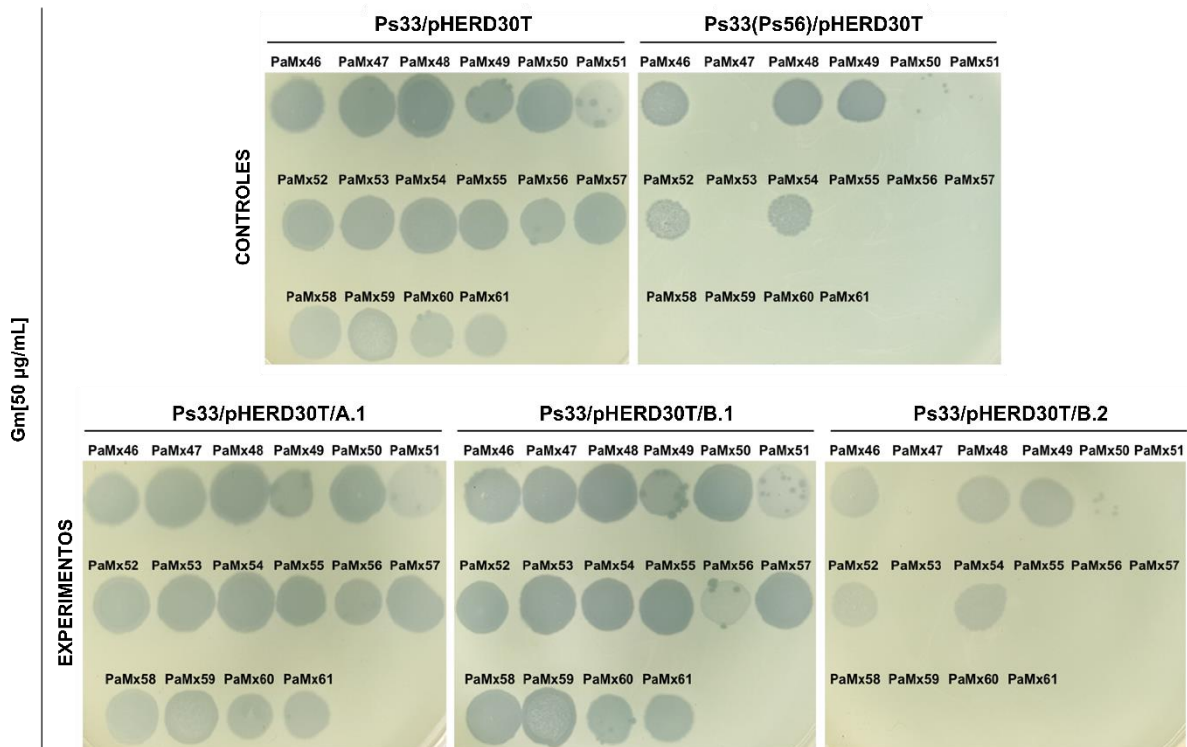 Ps33/pHERD30T
Ps33(Ps56)/pHERD30T
PaMx46 PaMx47 PaMx48 PaMx49 PaMx50 PaMx51
PaMx46 PaMx47 PaMx48 PaMx49 PaMx50 PaMx51
PaMx52 PaMx53 PaMx54 PaMx55 PaMx56 PaMx57
PaMx52 PaMx53 PaMx54 PaMx55 PaMx56 PaMx57
PaMx58 PaMx59 PaMx60 PaMx61
PaMx58 PaMx59 PaMx60 PaMx61
CONTROLES
Gm[50 µg/mL]
Ps33/pHERD30T/A.1
Ps33/pHERD30T/B.1
Ps33/pHERD30T/B.2
PaMx46 PaMx47 PaMx48 PaMx49 PaMx50 PaMx51
PaMx46 PaMx47 PaMx48 PaMx49 PaMx50 PaMx51
PaMx46 PaMx47 PaMx48 PaMx49 PaMx50 PaMx51
PaMx52 PaMx53 PaMx54 PaMx55 PaMx56 PaMx57
PaMx52 PaMx53 PaMx54 PaMx55 PaMx56 PaMx57
PaMx52 PaMx53 PaMx54 PaMx55 PaMx56 PaMx57
PaMx58 PaMx59 PaMx60 PaMx61
PaMx58 PaMx59 PaMx60 PaMx61
PaMx58 PaMx59 PaMx60 PaMx61
EXPERIMENTOS